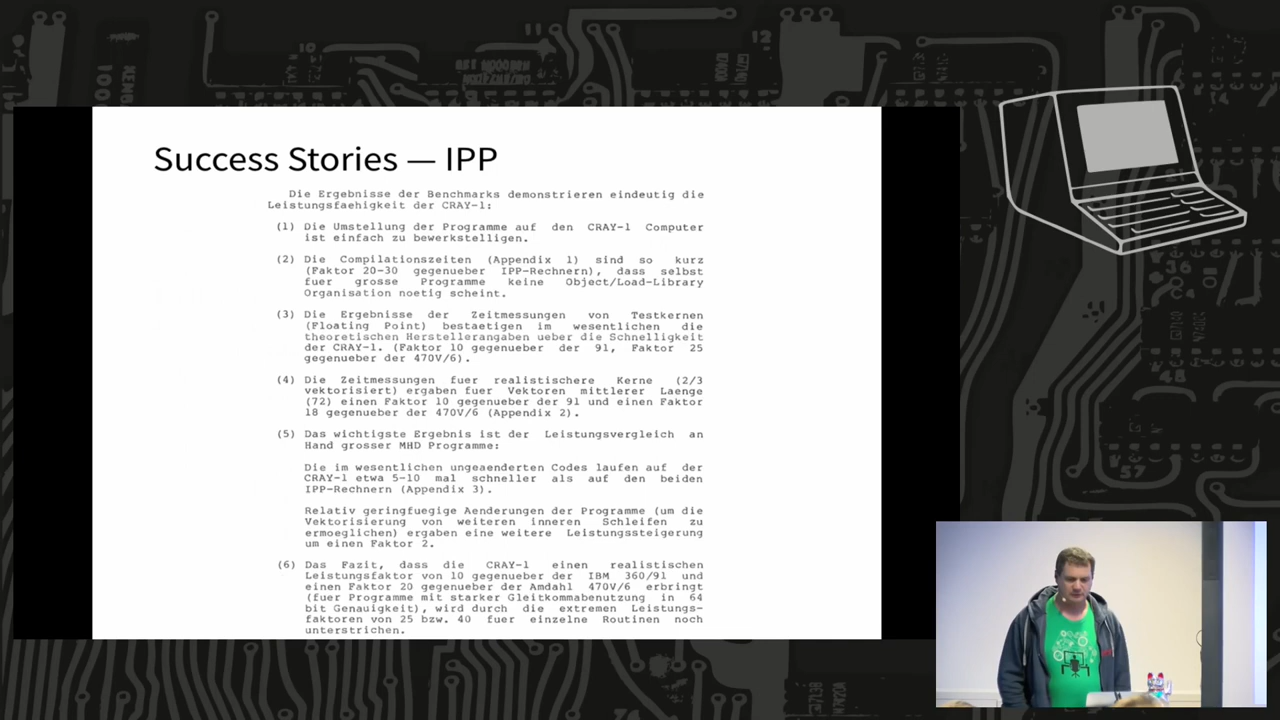 Success Stories — IPP
Die Ergebnisse der Benchmarks demonstrieren eindeutig die
Leistungsfaehigkeit der CRAY-1:
(1) Die Umstellung der Programme auf den CRAY-1 Computer
ist einfach zu bewerkstelligen.
(2) Die Compilationszeiten (Appendix 1) sind so kurz
(Faktor 20-30 gegenueber IPP-Rechnern), dass selbst
fuer grosse Programme keine Object/Load-Library
Organisation noetig scheint.
(3) Die Ergebnisse der Zeitmessungen von Testkernen
(Floating Point) bestaetigen im wesentlichen die
theoretischen Herstellerangaben ueber die Schnelligkeit
der CRAY-1. (Faktor 10 gegenueber der 91, Faktor 25
gegenueber der 470V/6).
(4) Die Zeitmessungen fuer realistischere Kerne (2/3
vektorisiert) ergaben fuer Vektoren mittlerer Laenge
(72) einen Faktor 10 gegenueber der 91 und einen Faktor
18 gegenueber der 470V/6 (Appendix 2).
(5) Das wichtigste Ergebnis ist der Leistungsvergleich an
Hand grosser MHD Programme:
Die im wesentlichen ungeaenderten Codes laufen auf der
CRAY-1 etwa 5-10 mal schneller als auf den beiden
IPP-Rechnern (Appendix 3).
Relativ geringfuegige Aenderungen der Programme (um die
Vektorisierung von weiteren inneren Schleifen zu
ermoeglichen) ergaben eine weitere Leistungssteigerung
um einen Faktor 2.
(6) Das Fazit, dass die CRAY-1 einen realistischen
Leistungsfaktor von 10 gegenueber der IBM 360/91 und
einen Faktor 20 gegenueber der Amdahl 470V/6 erbringt
(fuer Programme mit starker Gleitkommabenutzung in 64
bit Genauigkeit), wird durch die extremen Leistungs-
faktoren von 25 bzw. 40 fuer einzelne Routinen noch
unterstrichen.
10
11
12
36
48
57